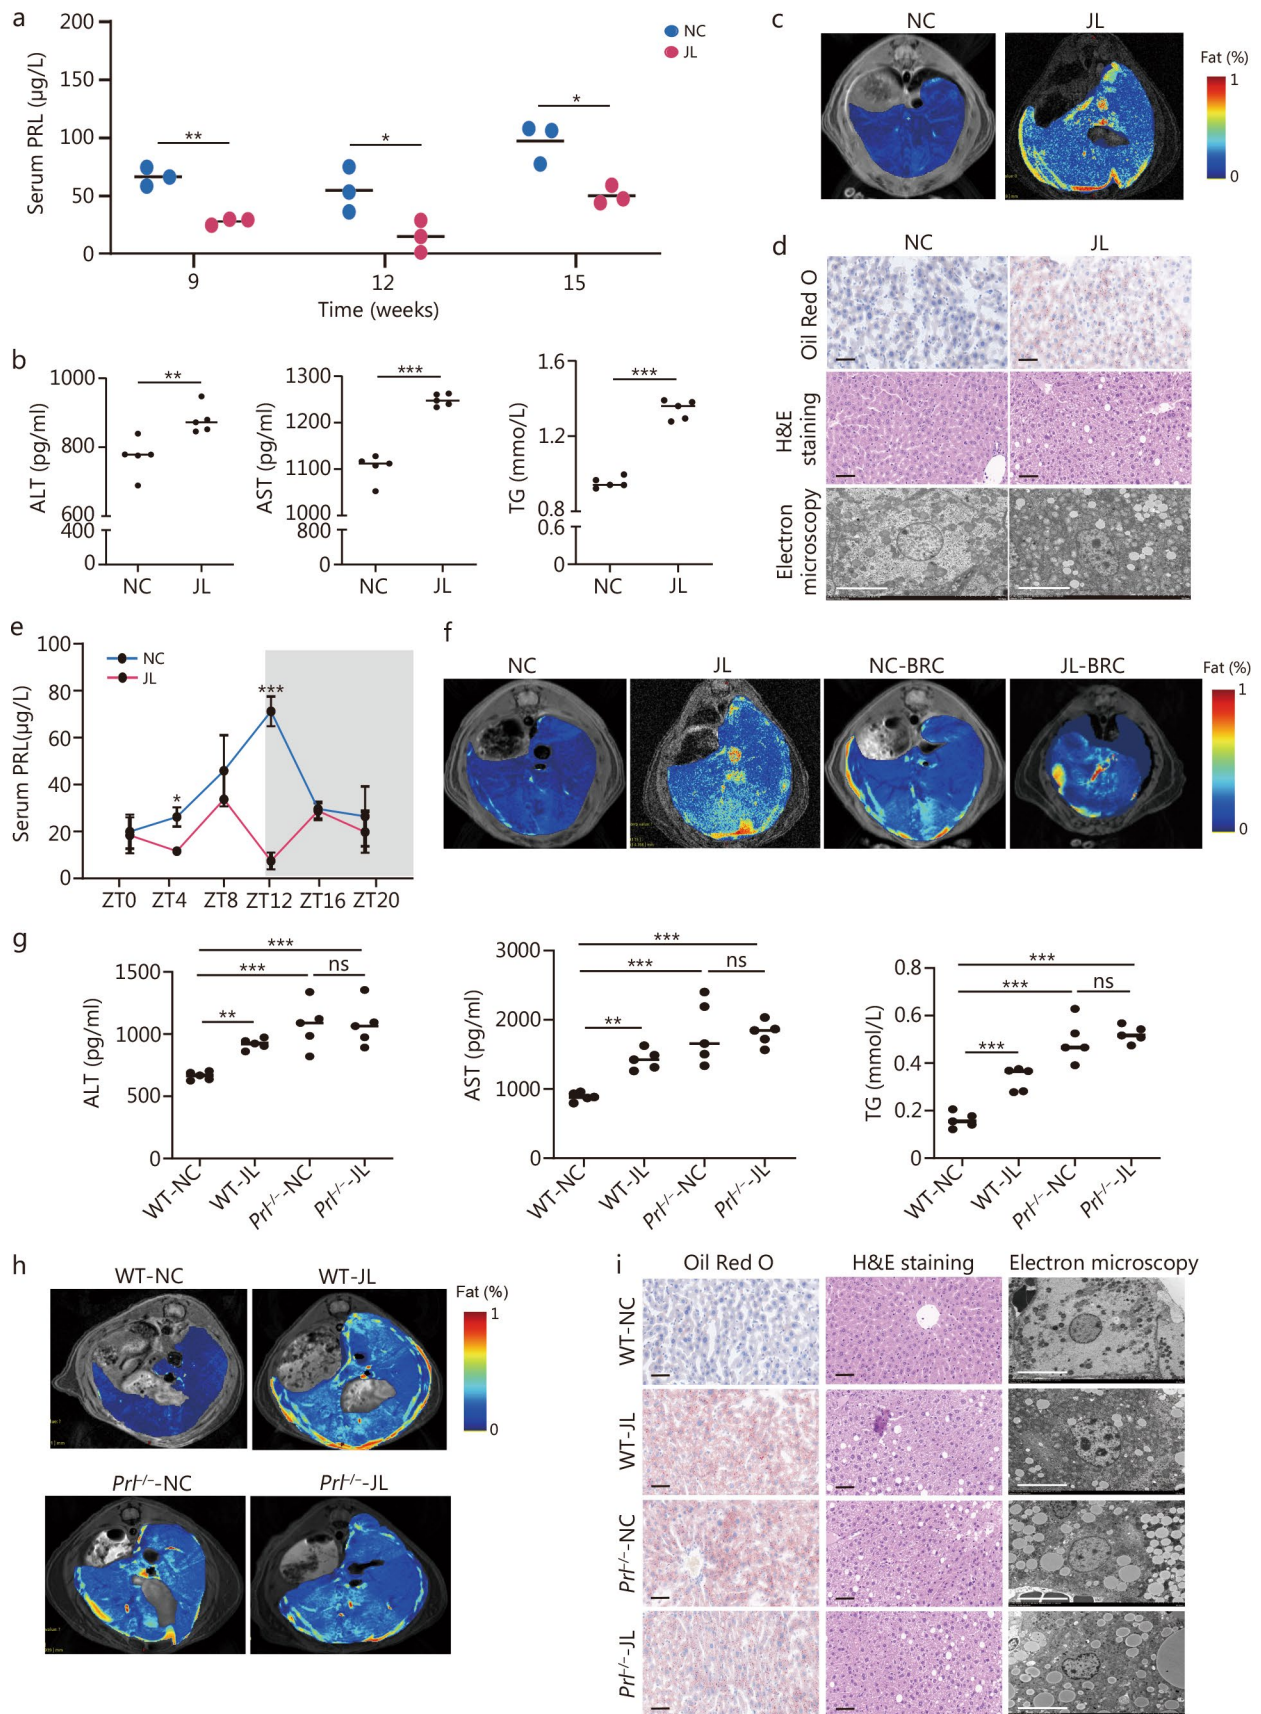 a
200
150
100
50
0
Serum PRL (μg/L)
NC
JL
**
*
*
9
12
15
Time (weeks)
b
1000
800
600
400
0
ALT (pg/ml)
**
NC
JL
1300
1200
1100
1000
800
0
AST (pg/ml)
***
NC
JL
1.6
1.2
0.8
0.6
0
TG (mmo/L)
***
NC
JL
c
NC
JL
Fat (%)
1
0
d
NC
JL
Oil Red O
H&E
staining
Electron
microscopy
e
100
80
60
40
20
0
Serum PRL(μg/L)
NC
JL
*
***
ZT0
ZT4
ZT8
ZT12
ZT16
ZT20
f
NC
JL
NC-BRC
JL-BRC
Fat (%)
1
0
g
1500
1000
500
0
ALT (pg/ml)
***
***
ns
**
WT-NC
WT-JL
Prl-/--NC
Prl-/--JL
3000
2000
1000
0
AST (pg/ml)
***
***
ns
**
WT-NC
WT-JL
Prl-/--NC
Prl-/--JL
0.8
0.6
0.4
0.2
0
TG (mmol/L)
***
***
ns
***
WT-NC
WT-JL
Prl-/--NC
Prl-/--JL
h
WT-NC
WT-JL
Fat (%)
1
0
Prl-/--NC
Prl-/--JL
i
Oil Red O
H&E staining
Electron microscopy
WT-NC
WT-JL
Prl-/--NC
Prl-/--JL